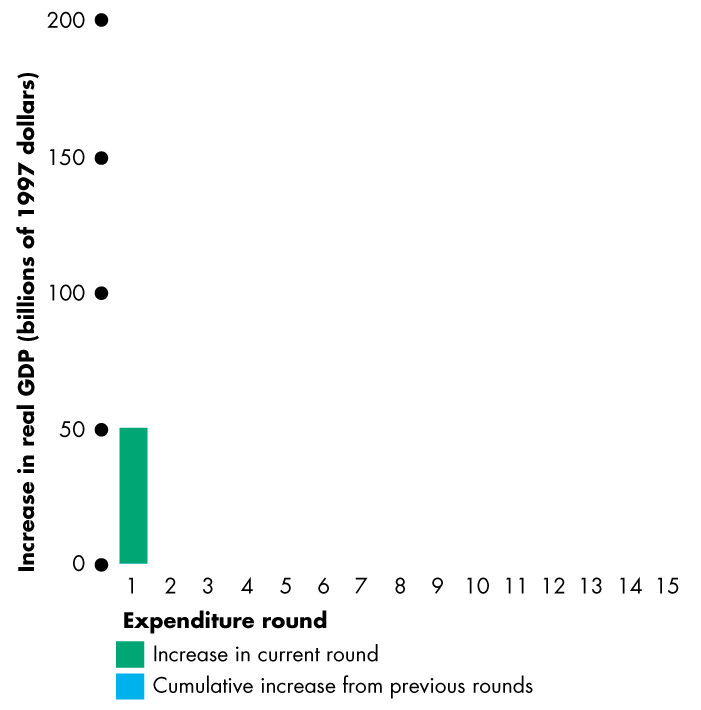 Increase in real GDP (billions of 1997 dollars)
200
150
100
50
0
1 2 3 4 5 6 7 8 9 10 11 12 13 14 15
Expenditure round
Increase in current round
Cumulative increase from previous rounds